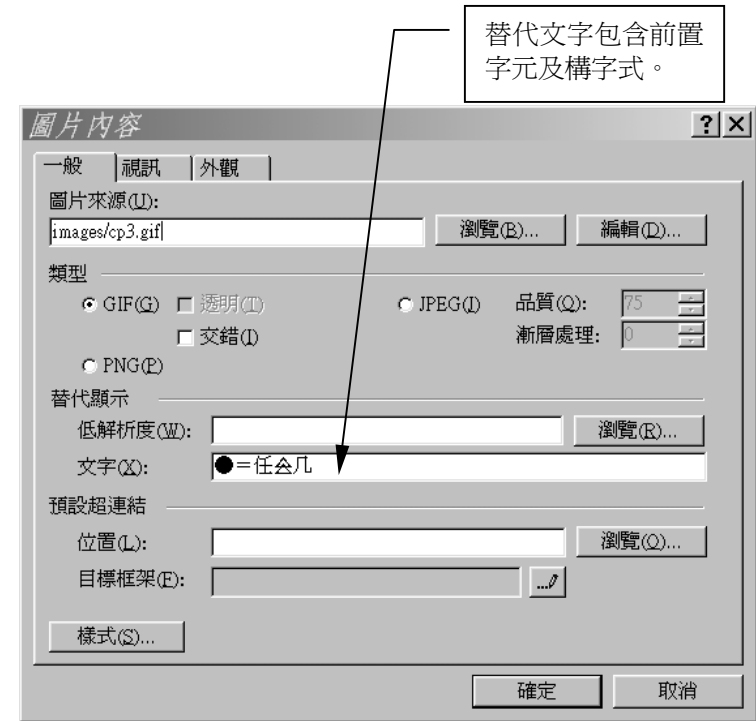 替代文字包含前置
字元及構字式。
圖片內容
一般 視訊 外觀
圖片來源(U):
images/cp3.gif 瀏覽(B)... 編輯(D)...
類型
GIF(G) 透明(T) JPEG(J) 品質(Q): 75
交錯(I) 漸層處理: 0
PNG(P)
替代顯示
低解析度(W): 瀏覽(R)...
文字(X): ●=任亼几
預設超連結
位置(L): 瀏覽(O)...
目標框架(F): ...
樣式(S)...
確定 取消